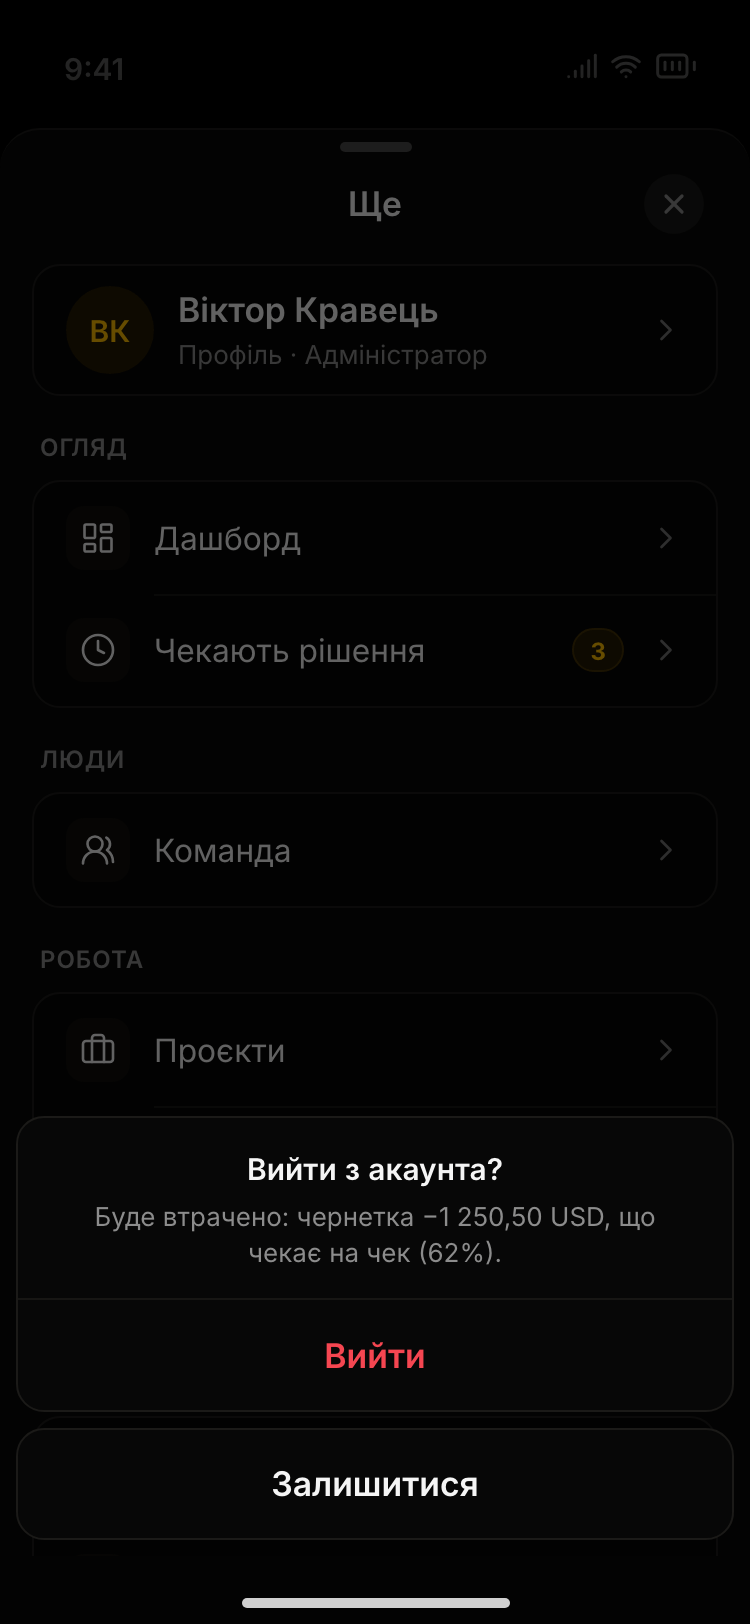 9:41
Ще
ВК
Віктор Кравець
Профіль · Адміністратор
ОГЛЯД
Дашборд
Чекають рішення
3
ЛЮДИ
Команда
РОБОТА
Проєкти
Вийти з акаунта?
Буде втрачено: чернетка −1 250,50 USD, що
чекає на чек (62%).
Вийти
Залишитися